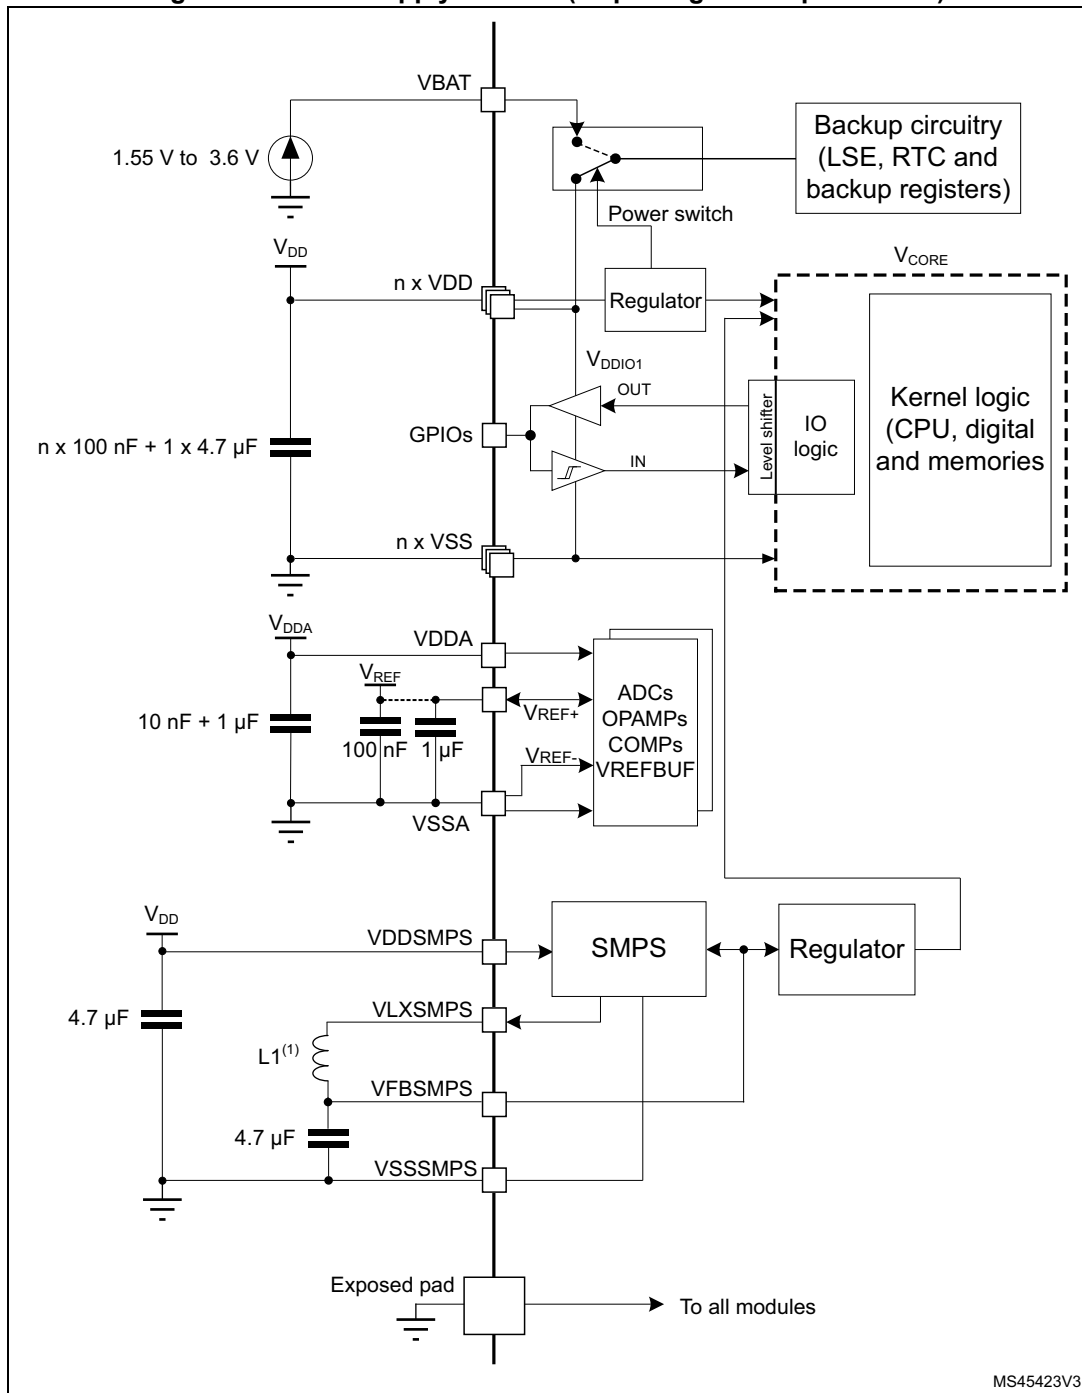 VBAT
1.55 V to 3.6 V
Power switch
Backup circuitry
(LSE, RTC and
backup registers)
VDD
n x VDD
Regulator
VCORE
VDDIO1
OUT
GPIOs
IN
Level shifter
IO
logic
Kernel logic
(CPU, digital
and memories
n x 100 nF + 1 x 4.7 µF
n x VSS
VDDA
VDDA
VREF
10 nF + 1 µF
100 nF
1 µF
VREF+
VREF-
ADCs
OPAMPs
COMPs
VREFBUF
VSSA
VDD
VDDSMPS
SMPS
Regulator
4.7 µF
VLXSMPS
L1(1)
VFBSMPS
4.7 µF
VSSSMPS
Exposed pad
To all modules
MS45423V3